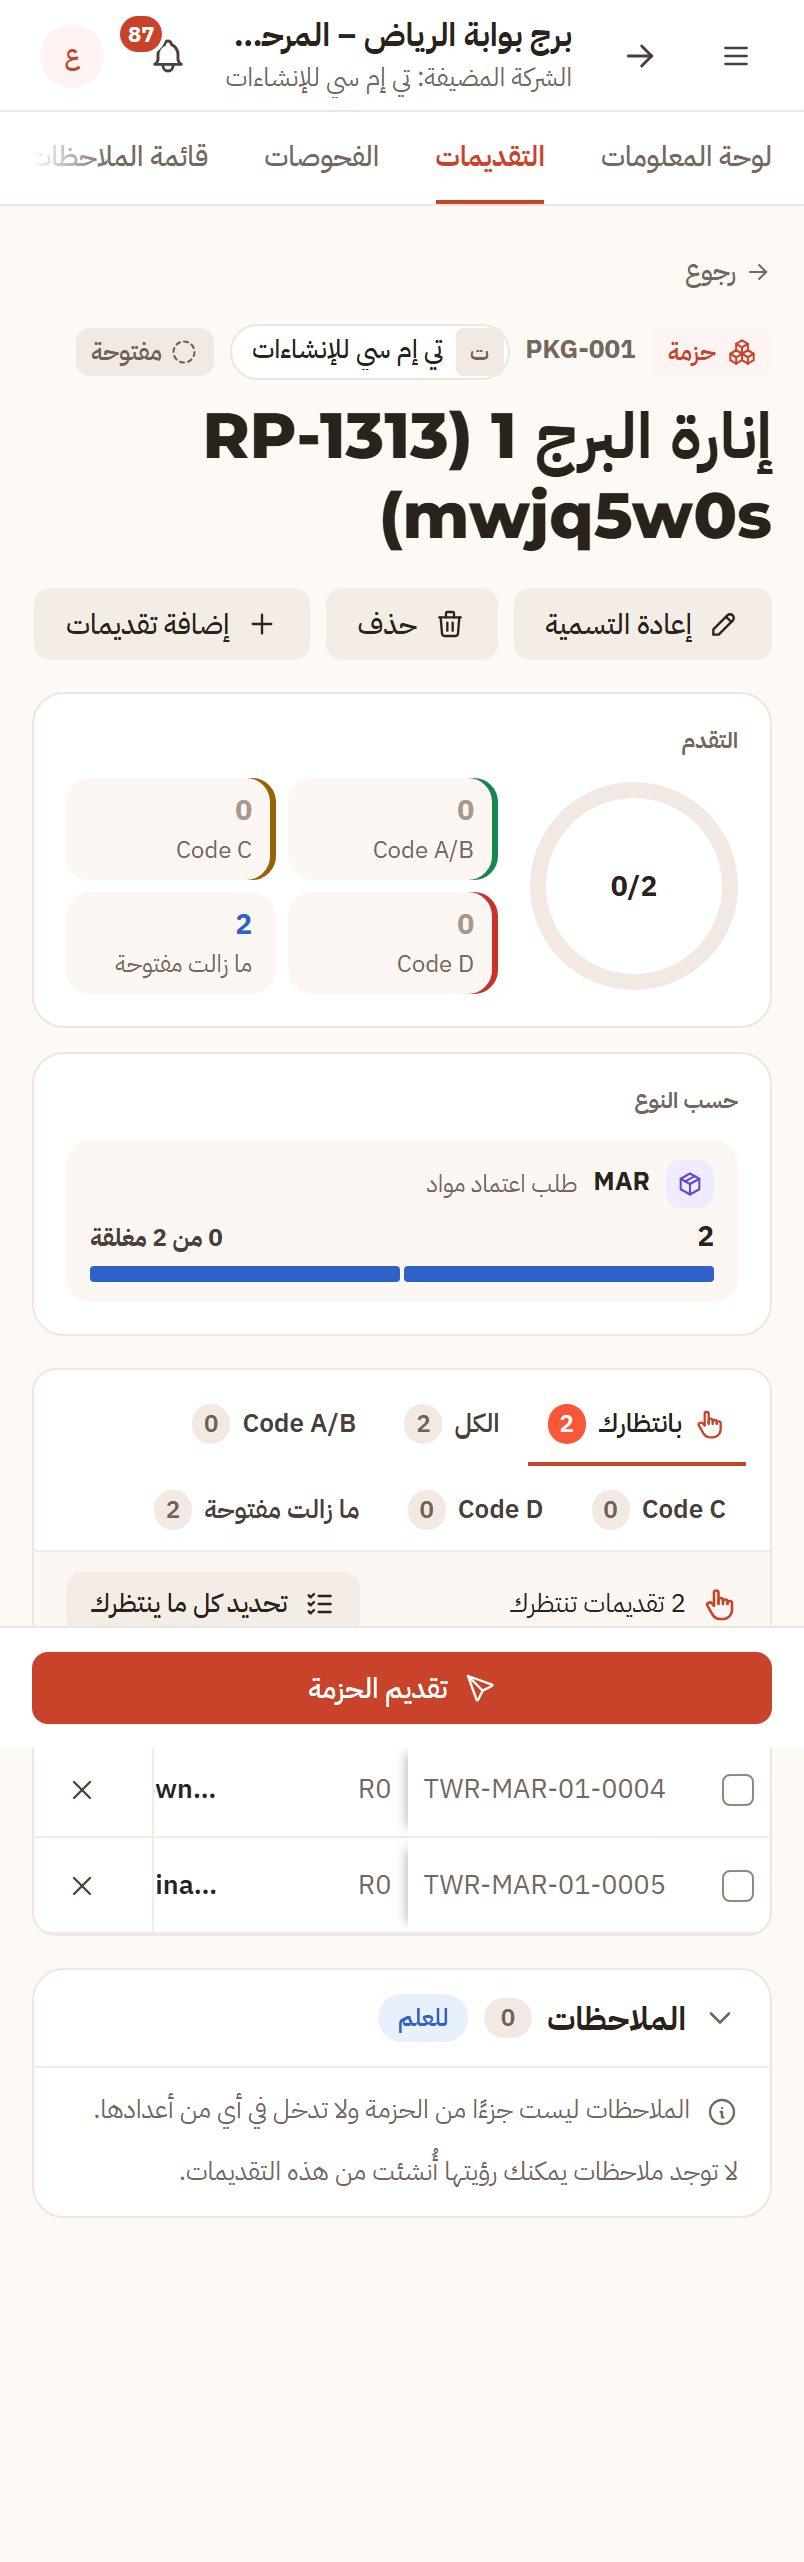 برج بوابة الرياض – المرحـ...
87
ع
الشركة المضيفة: تي إم سي للإنشاءات
لوحة المعلومات
التقديمات
الفحوصات
قائمة الملاحظات
رجوع
حزمة
PKG-001
ت
تي إم سي للإنشاءات
مفتوحة
إنارة البرج 1 (RP-1313
mwjq5w0s)
إعادة التسمية
حذف
إضافة تقديمات
التقدم
0/2
0
Code A/B
0
Code C
0
Code D
2
ما زالت مفتوحة
حسب النوع
MAR
طلب اعتماد مواد
2
0 من 2 مغلقة
بانتظارك 2
الكل 2
Code A/B 0
Code C 0
Code D 0
ما زالت مفتوحة 2
2 تقديمات تنتظرك
تحديد كل ما ينتظرك
تقديم الحزمة
TWR-MAR-01-0004
R0
wn...
TWR-MAR-01-0005
R0
ina...
الملاحظات
0
للعلم
الملاحظات ليست جزءًا من الحزمة ولا تدخل في أي من أعدادها.
لا توجد ملاحظات يمكنك رؤيتها أُنشئت من هذه التقديمات.